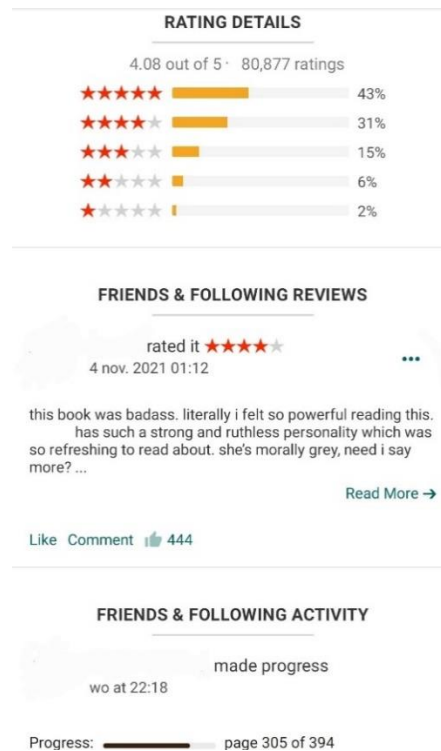 RATING DETAILS
4.08 out of 5 · 80,877 ratings
43%
31%
15%
6%
2%
FRIENDS & FOLLOWING REVIEWS
rated it
4 nov. 2021 01:12
this book was badass. literally i felt so powerful reading this.
has such a strong and ruthless personality which was
so refreshing to read about. she's morally grey, need i say
more? ...
Read More →
Like Comment 444
FRIENDS & FOLLOWING ACTIVITY
made progress
wo at 22:18
Progress: page 305 of 394